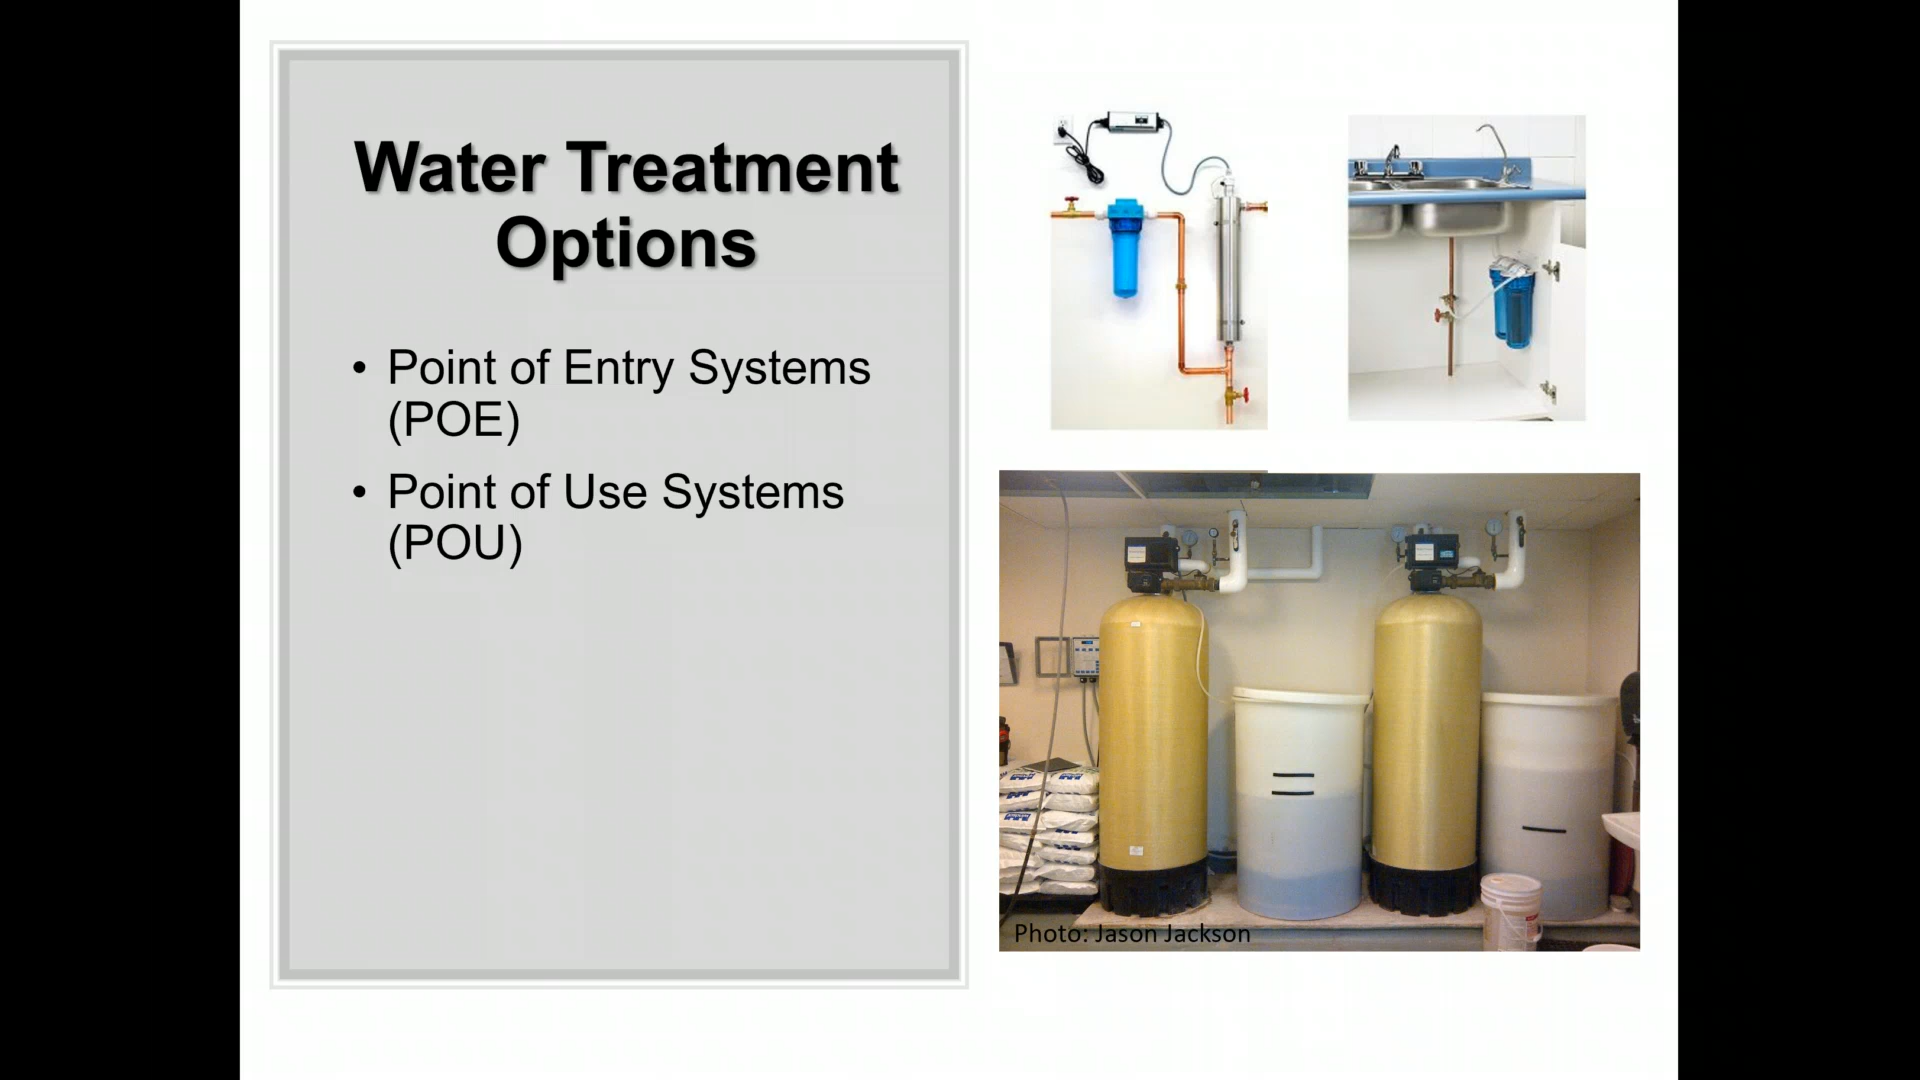 Water Treatment
Options
• Point of Entry Systems
(POE)
• Point of Use Systems
(POU)
Photo: Jason Jackson